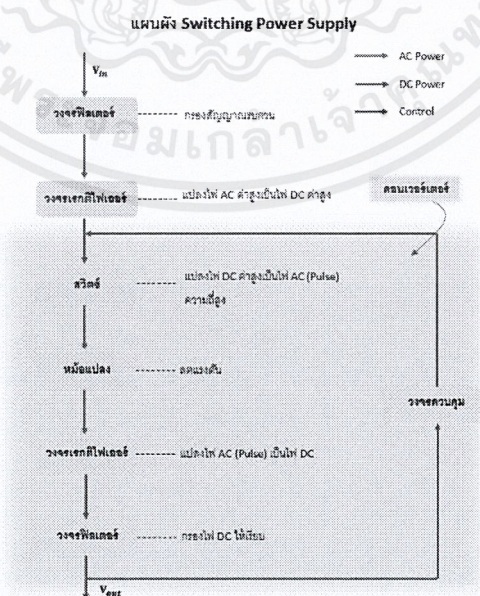 แผนผัง Switching Power Supply
AC Power
DC Power
Control
Vin
วงจรฟิลเตอร์
กรองสัญญาณรบกวน
วงจรเรกติไฟเออร์
แปลงไฟ AC ค่าสูงเป็นไฟ DC ค่าสูง
คอนเวอร์เตอร์
สวิตช์
แปลงไฟ DC ค่าสูงเป็นไฟ AC (Pulse)
ความถี่สูง
หม้อแปลง
ลดแรงดัน
วงจรควบคุม
วงจรเรกติไฟเออร์
แปลงไฟ AC (Pulse) เป็นไฟ DC
วงจรฟิลเตอร์
กรองไฟ DC ให้เรียบ
Vout